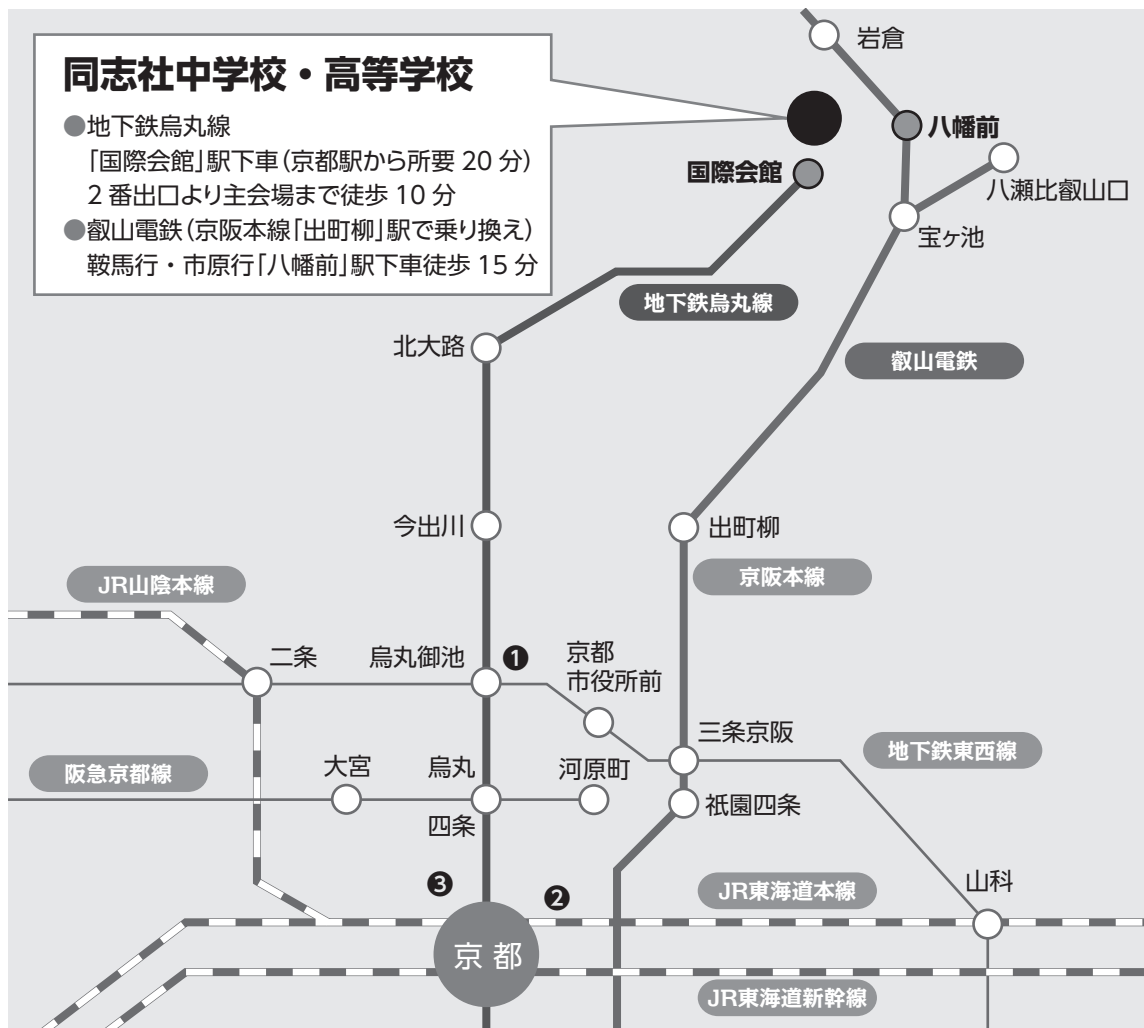 同志社中学校・高等学校
●地下鉄烏丸線
「国際会館」駅下車(京都駅から所要 20 分)
2 番出口より主会場まで徒歩 10 分
●叡山電鉄(京阪本線「出町柳」駅で乗り換え)
鞍馬行・市原行「八幡前」駅下車徒歩 15 分
岩倉
八幡前
国際会館
八瀬比叡山口
宝ヶ池
地下鉄烏丸線
北大路
叡山電鉄
今出川
出町柳
京阪本線
JR山陰本線
二条
烏丸御池
❶
京都
市役所前
三条京阪
地下鉄東西線
阪急京都線
大宮
烏丸
河原町
祇園四条
四条
❸
❷
JR東海道本線
山科
京都
JR東海道新幹線